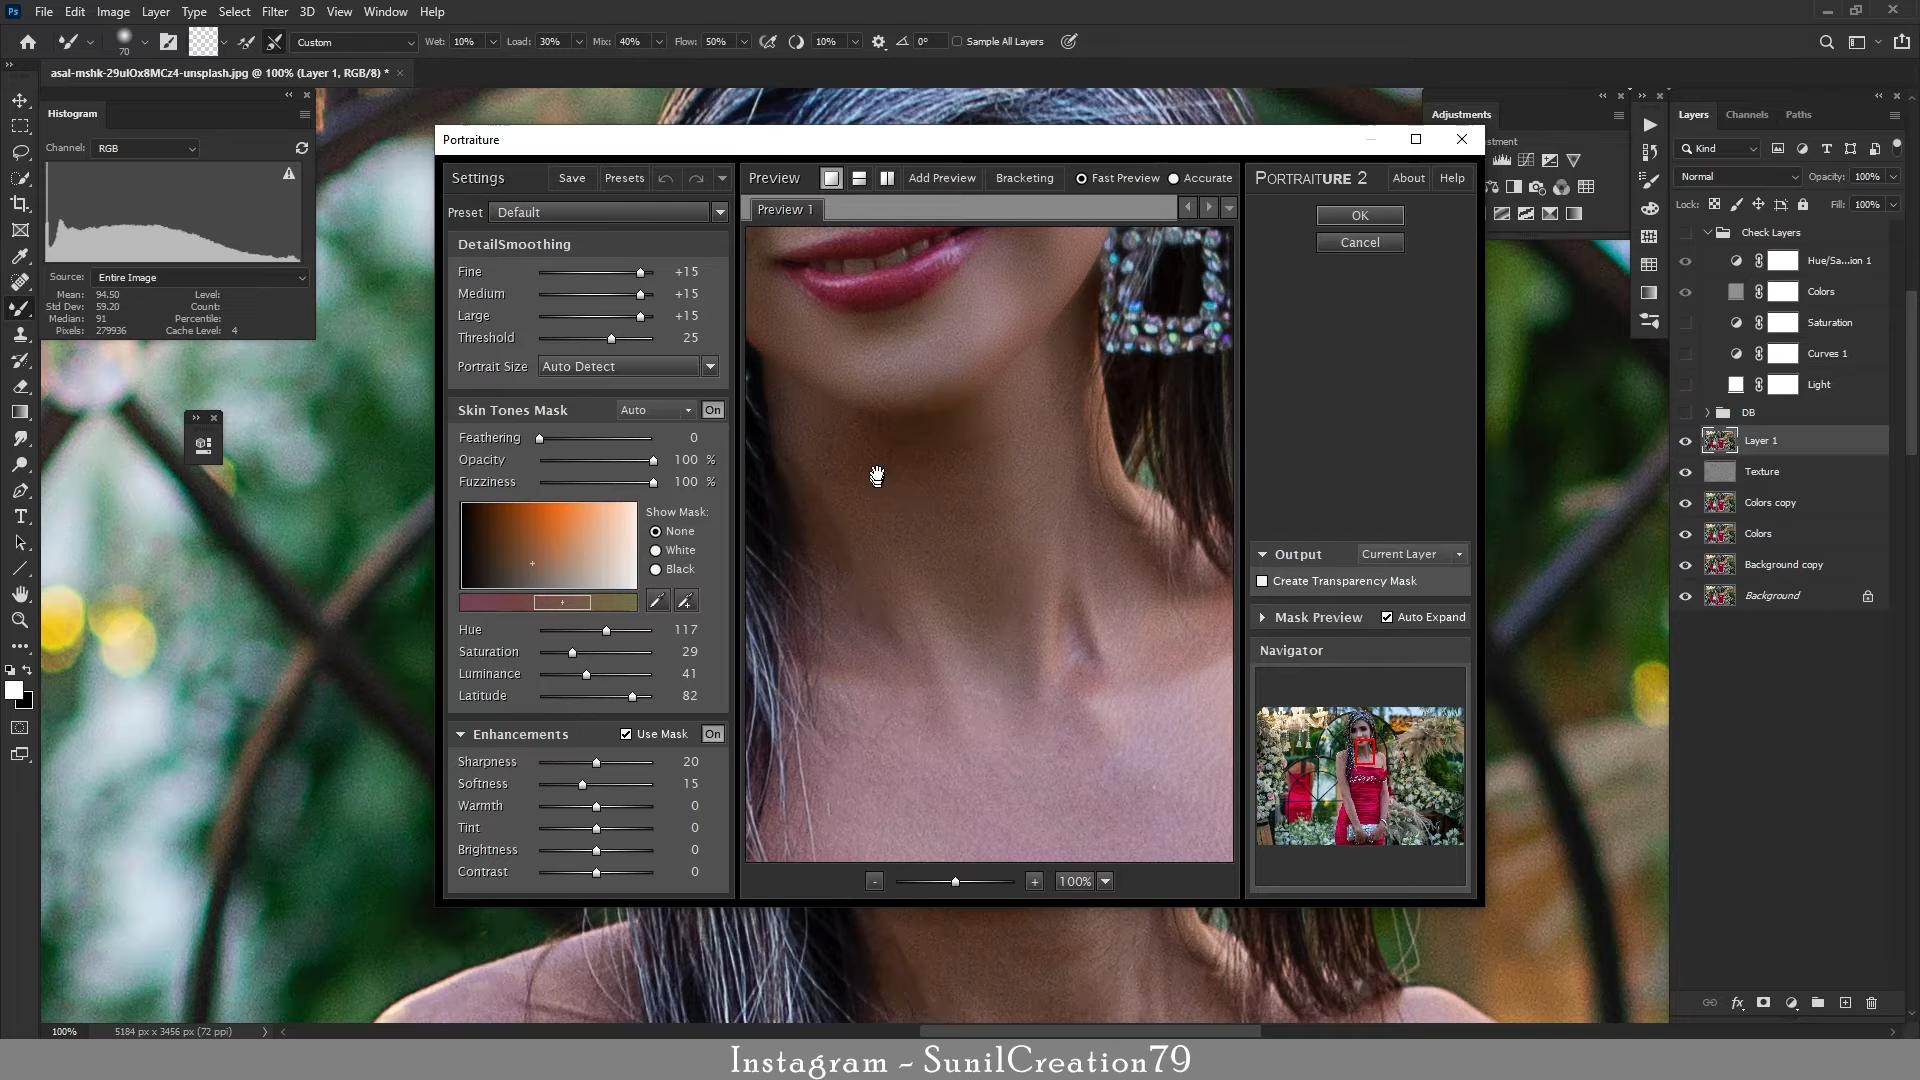 Ps File Edit Image Layer Type Select Filter 3D View Window Help
70 Custom Wet: 10% Load: 30% Mix: 40% Flow: 50% 10% 0° Sample All Layers
asal-mshk-29ulOx8MCz4-unsplash.jpg @ 100% (Layer 1, RGB/8) *
Histogram
Channel: RGB
Source: Entire Image
Mean: 94.50 Level:
Std Dev: 59.20 Count:
Median: 91 Percentile:
Pixels: 279936 Cache Level: 4
Portraiture
Settings Save Presets
Preset Default
DetailSmoothing
Fine +15
Medium +15
Large +15
Threshold 25
Portrait Size Auto Detect
Skin Tones Mask Auto On
Feathering 0
Opacity 100 %
Fuzziness 100 %
Show Mask:
None
White
Black
Hue 117
Saturation 29
Luminance 41
Latitude 82
Enhancements Use Mask On
Sharpness 20
Softness 15
Warmth 0
Tint 0
Brightness 0
Contrast 0
Preview Add Preview Bracketing Fast Preview Accurate
Preview 1
- + 100%
PORTRAITURE 2 About Help
OK
Cancel
Output Current Layer
Create Transparency Mask
Mask Preview Auto Expand
Navigator
Adjustments
stment
Layers Channels Paths
Kind
Normal Opacity: 100%
Lock: Fill: 100%
Check Layers
Hue/Sa...ion 1
Colors
Saturation
Curves 1
Light
DB
Layer 1
Texture
Colors copy
Colors
Background copy
Background
fx
100% 5184 px x 3456 px (72 ppi)
Instagram - SunilCreation79